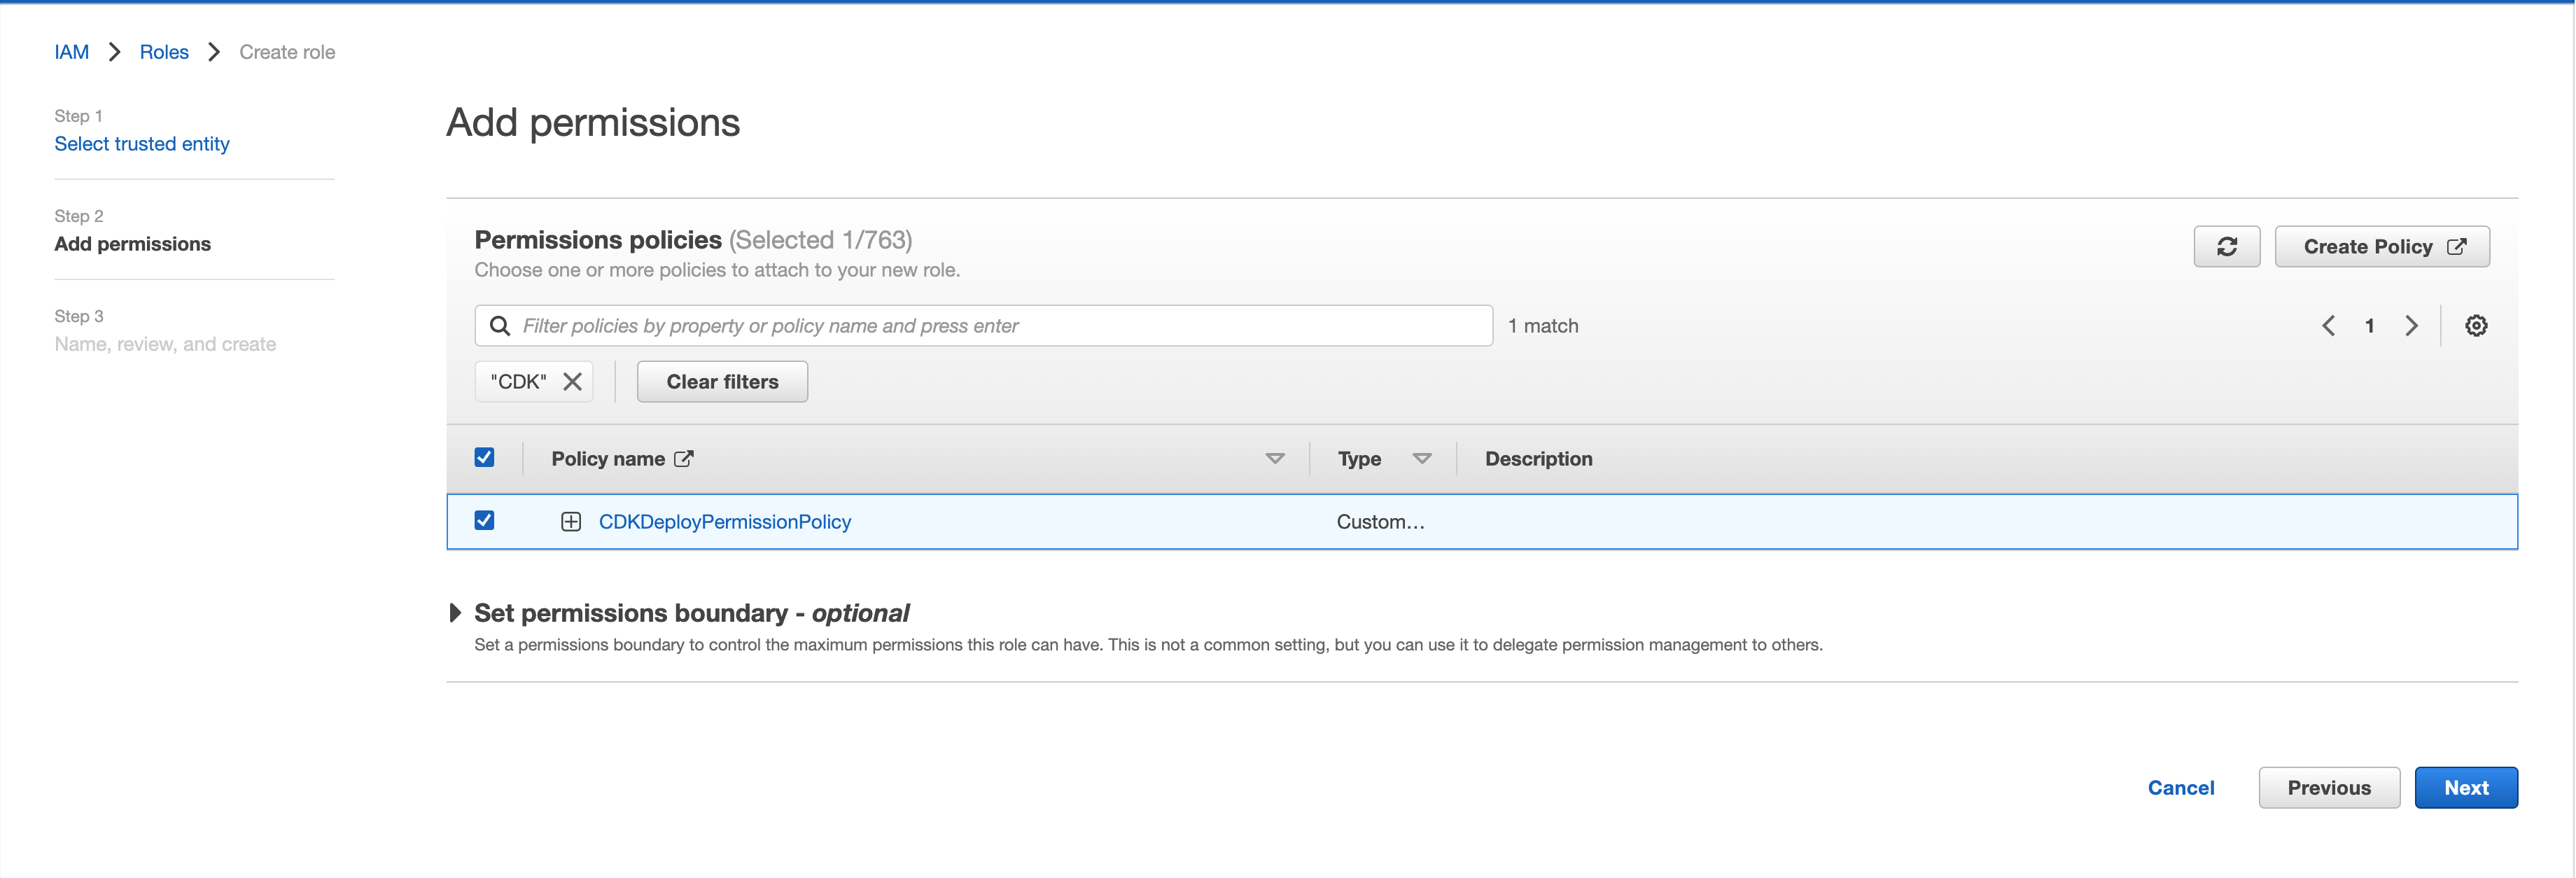 IAM > Roles > Create role
Step 1
Select trusted entity
Step 2
Add permissions
Step 3
Name, review, and create
Add permissions
Permissions policies (Selected 1/763)
Choose one or more policies to attach to your new role.
Create Policy
Filter policies by property or policy name and press enter
1 match
1
"CDK"
Clear filters
Policy name Type Description
CDKDeployPermissionPolicy Custom...
Set permissions boundary - optional
Set a permissions boundary to control the maximum permissions this role can have. This is not a common setting, but you can use it to delegate permission management to others.
Cancel Previous Next